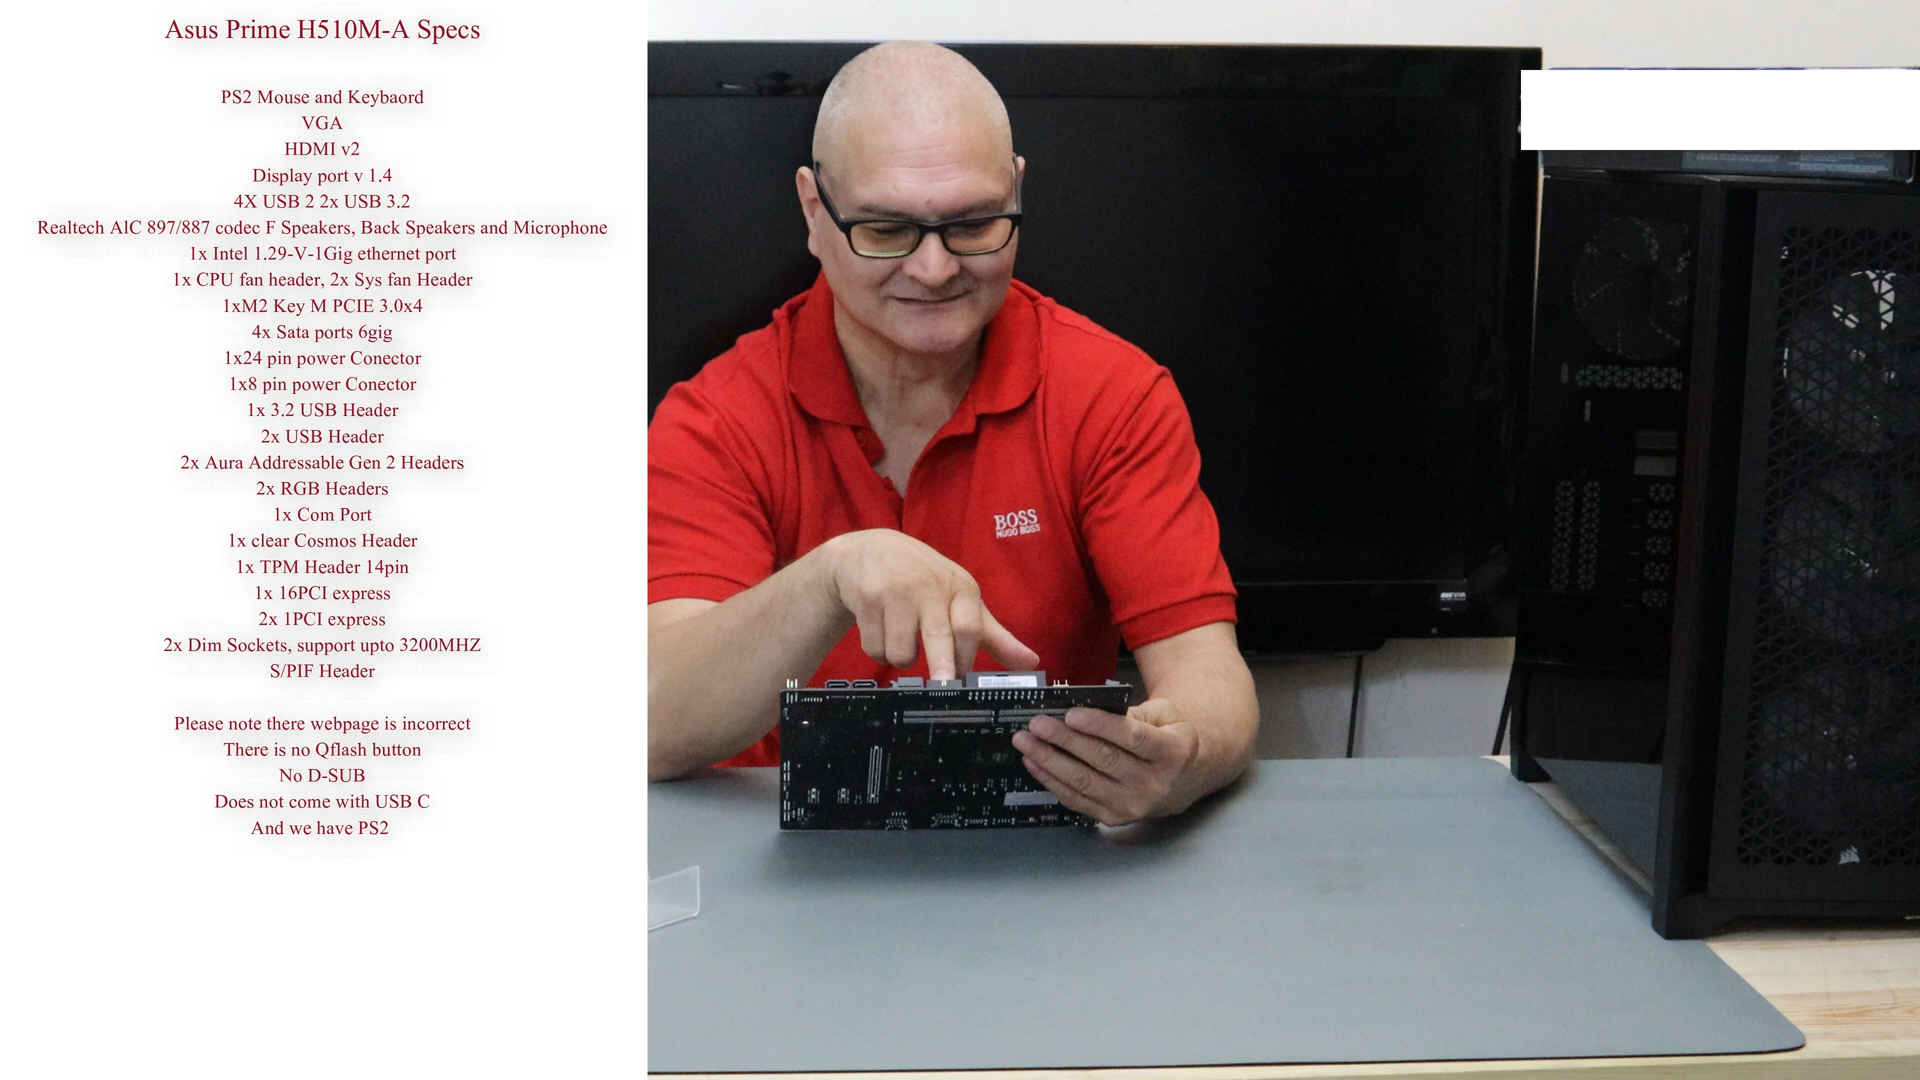 Asus Prime H510M-A Specs
PS2 Mouse and Keybaord
VGA
HDMI v2
Display port v 1.4
4X USB 2 2x USB 3.2
Realtech AlC 897/887 codec F Speakers, Back Speakers and Microphone
1x Intel 1.29-V-1Gig ethernet port
1x CPU fan header, 2x Sys fan Header
1xM2 Key M PCIE 3.0x4
4x Sata ports 6gig
1x24 pin power Conector
1x8 pin power Conector
1x 3.2 USB Header
2x USB Header
2x Aura Addressable Gen 2 Headers
2x RGB Headers
1x Com Port
1x clear Cosmos Header
1x TPM Header 14pin
1x 16PCI express
2x 1PCI express
2x Dim Sockets, support upto 3200MHZ
S/PIF Header
Please note there webpage is incorrect
There is no Qflash button
No D-SUB
Does not come with USB C
And we have PS2
BOSS
HUGO BOSS